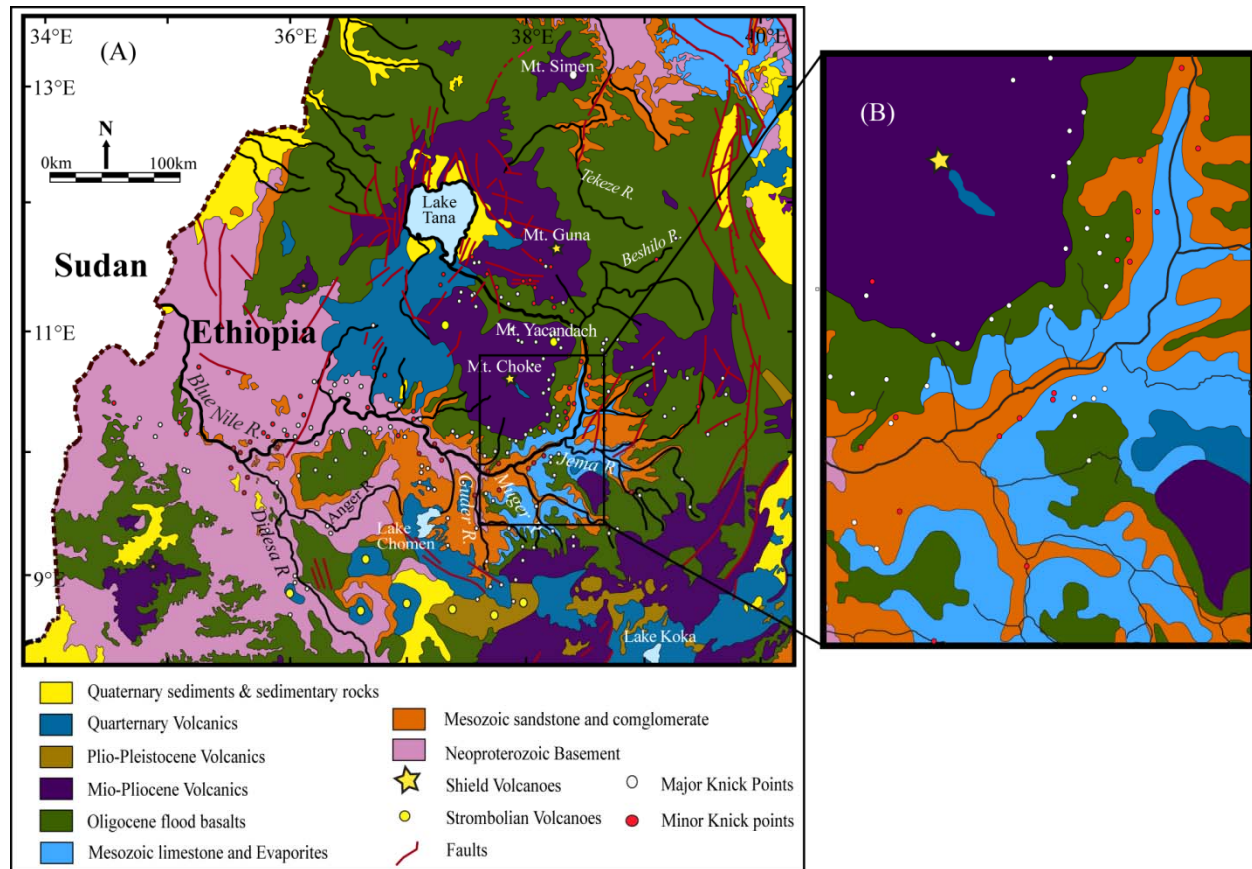 34°E
36°E
38°E
40°E
(A)
(B)
13°E
11°E
9°E
N
0km 100km
Mt. Simen
Tekeze R.
Lake
Tana
Mt. Guna
Beshilo R.
Sudan
Ethiopia
Mt. Yacandach
Mt. Choke
Blue Nile R.
Jema R
Muger
Guder R.
Anger R
Didesa R
Lake
Chomen
Lake Koka
Quaternary sediments & sedimentary rocks
Quarternary Volcanics
Plio-Pleistocene Volcanics
Mio-Pliocene Volcanics
Oligocene flood basalts
Mesozoic limestone and Evaporites
Mesozoic sandstone and comglomerate
Neoproterozoic Basement
Shield Volcanoes
Strombolian Volcanoes
Faults
Major Knick Points
Minor Knick points